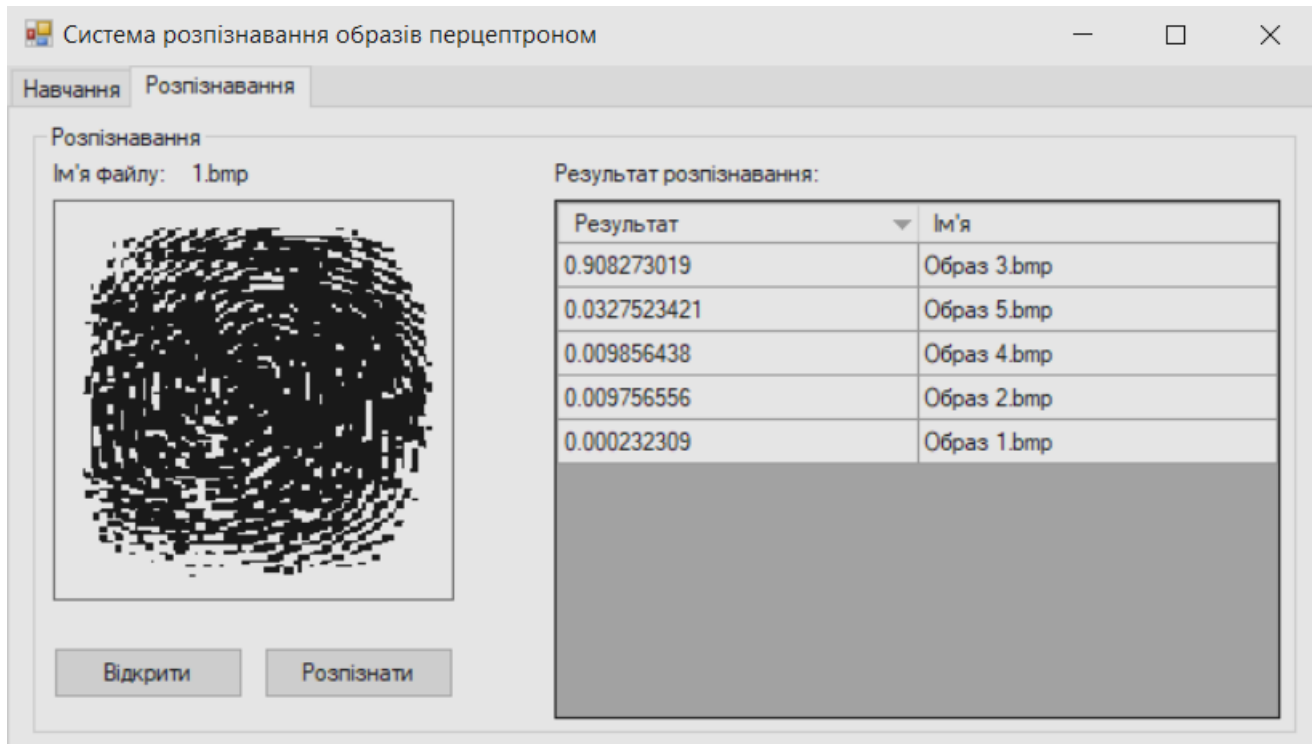 Система розпізнавання образів перцептроном
Навчання Розпізнавання
Розпізнавання
Ім'я файлу: 1.bmp
Результат розпізнавання:
Результат Ім'я
0.908273019 Образ 3.bmp
0.0327523421 Образ 5.bmp
0.009856438 Образ 4.bmp
0.009756556 Образ 2.bmp
0.000232309 Образ 1.bmp
Відкрити Розпізнати